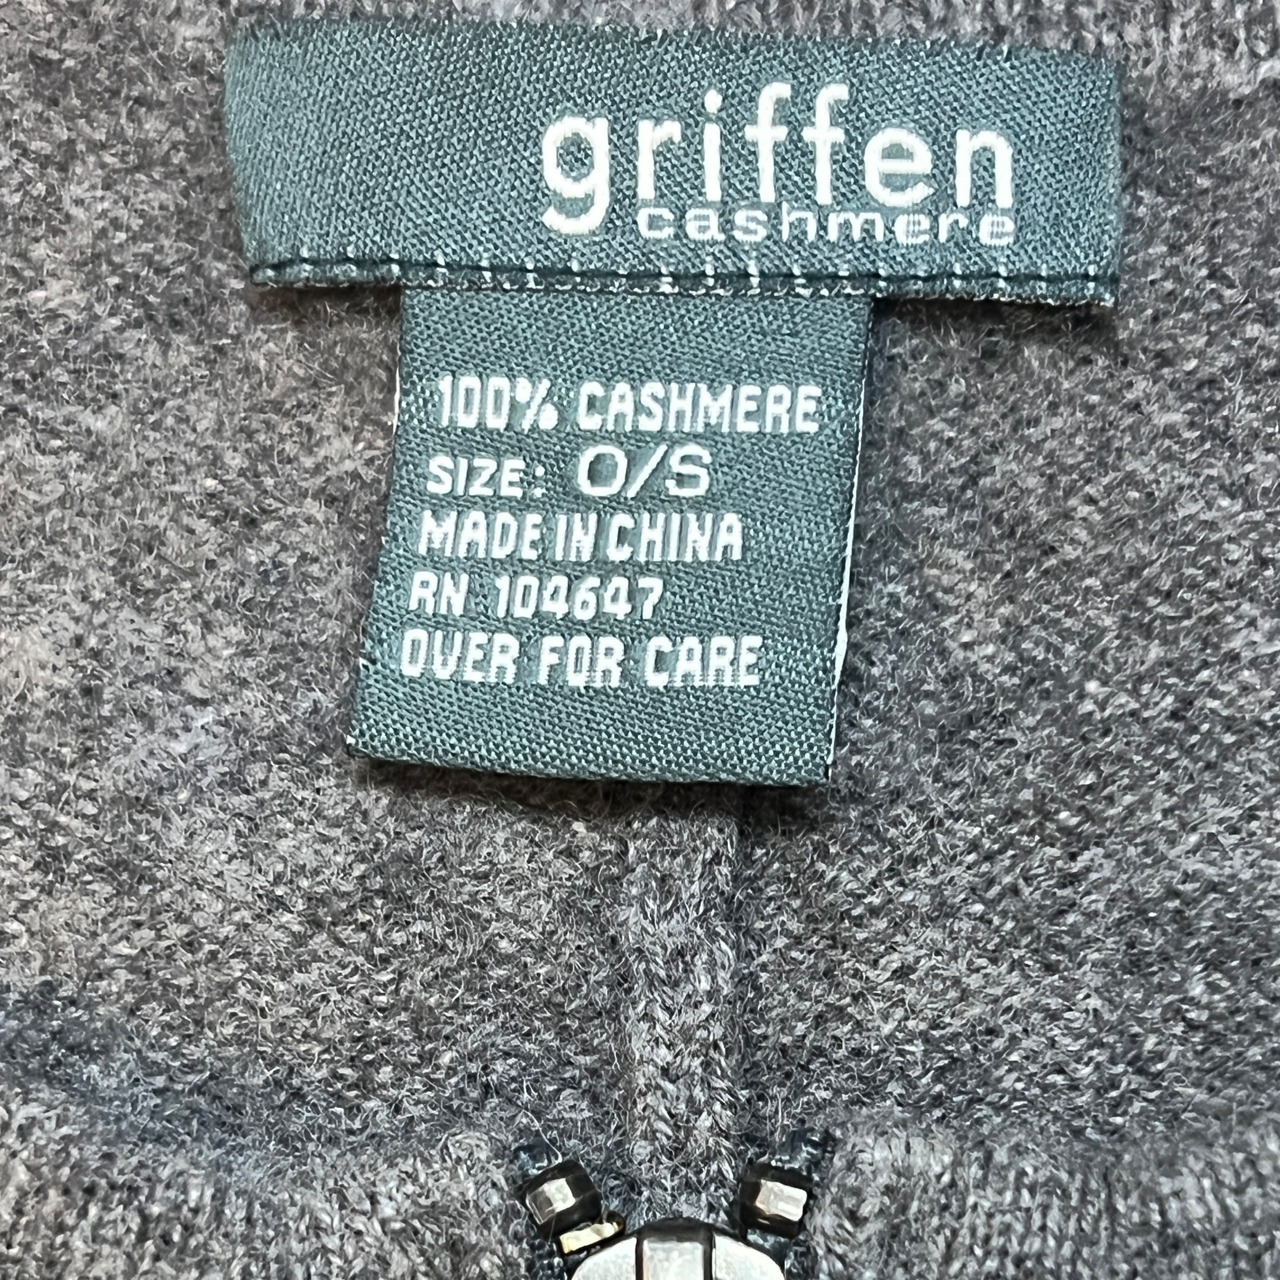 griffen
cashmere
100% CASHMERE
SIZE: O/S
MADE IN CHINA
RN 104647
OVER FOR CARE